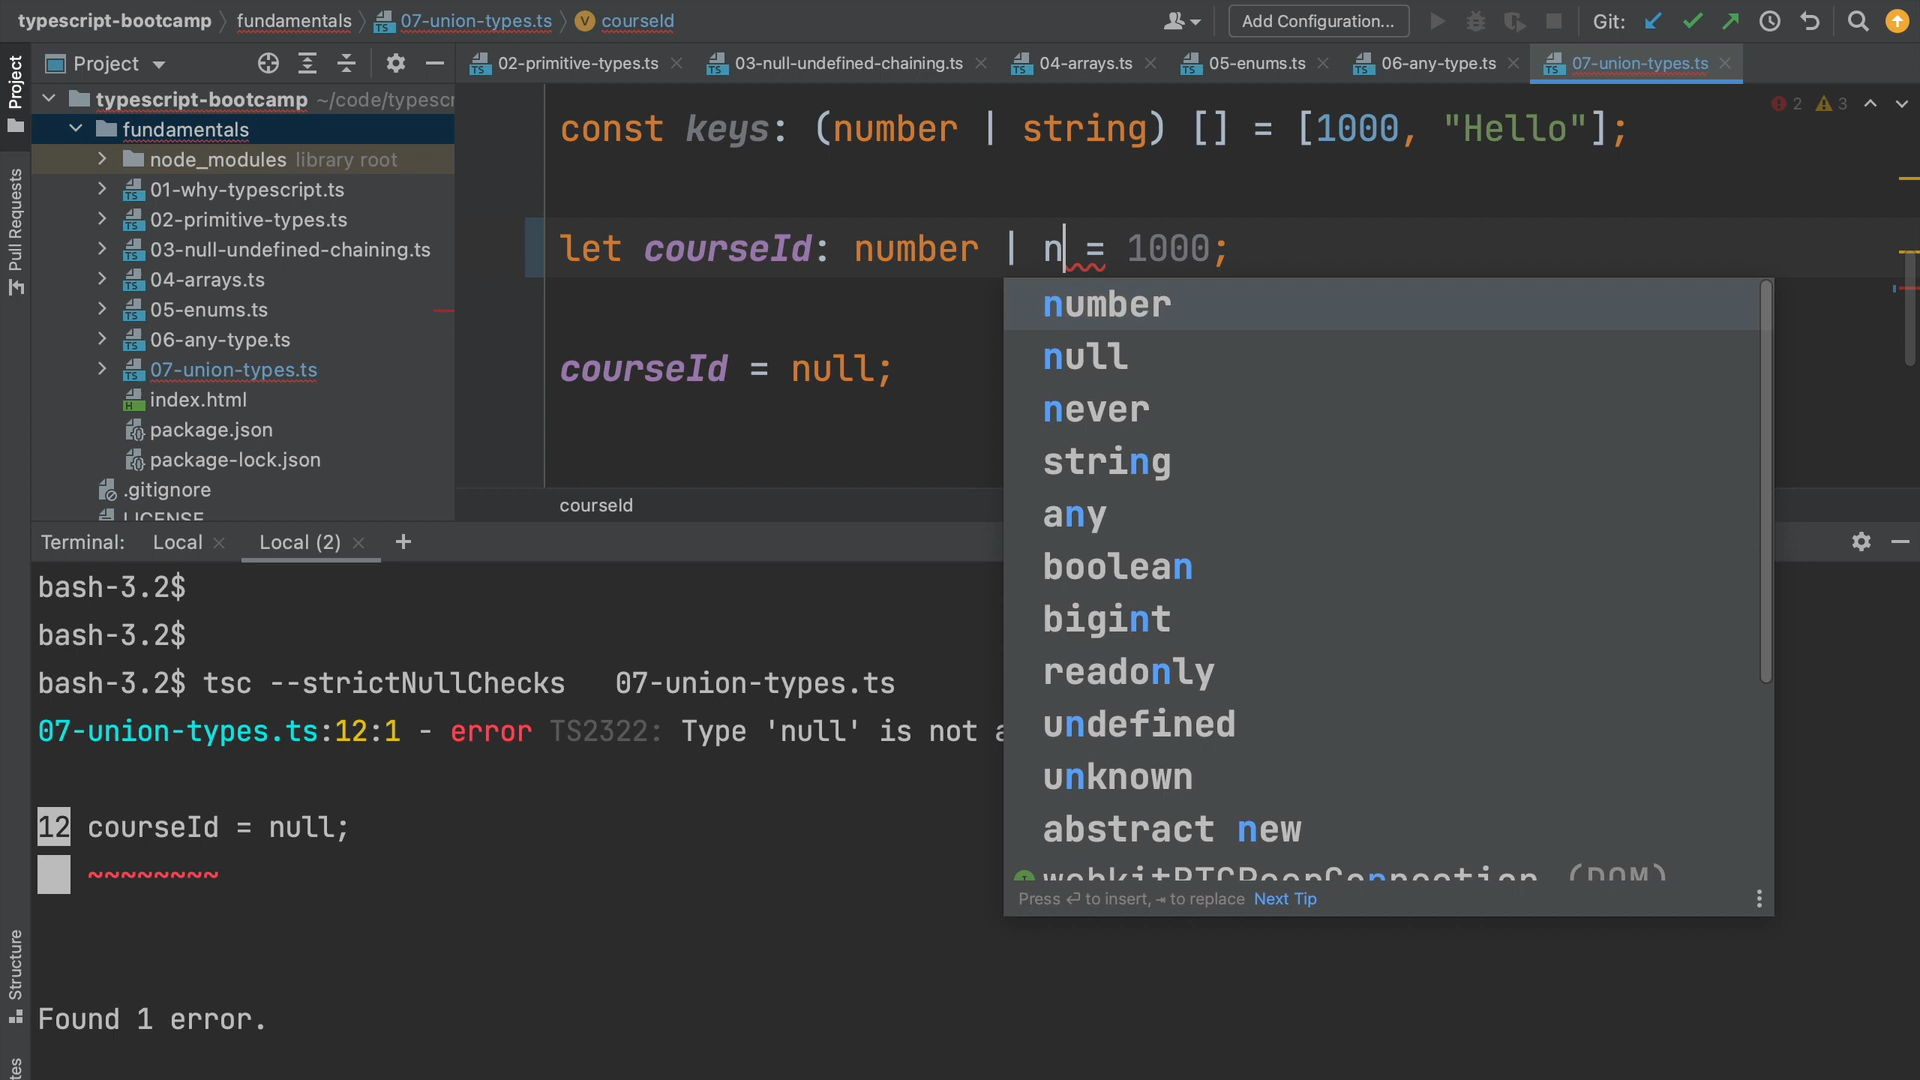 typescript-bootcamp fundamentals 07-union-types.ts V courseId
Add Configuration... Git:
Project
02-primitive-types.ts 03-null-undefined-chaining.ts 04-arrays.ts 05-enums.ts 06-any-type.ts 07-union-types.ts
Project
Pull Requests
Structure
typescript-bootcamp ~/code/typescr
fundamentals
node_modules library root
01-why-typescript.ts
02-primitive-types.ts
03-null-undefined-chaining.ts
04-arrays.ts
05-enums.ts
06-any-type.ts
07-union-types.ts
index.html
package.json
package-lock.json
.gitignore
LICENSE
2 3
const keys: (number | string) [] = [1000, "Hello"];
let courseId: number | n = 1000;
courseId = null;
courseId
number
null
never
string
any
boolean
bigint
readonly
undefined
unknown
abstract new
webkitRTCPeerConnection (DOM)
Press ⏎ to insert, ⇥ to replace Next Tip
Terminal: Local Local (2) +
bash-3.2$
bash-3.2$
bash-3.2$ tsc --strictNullChecks   07-union-types.ts
07-union-types.ts:12:1 - error TS2322: Type 'null' is not a
12 courseId = null;
~~~~~~~~
Found 1 error.